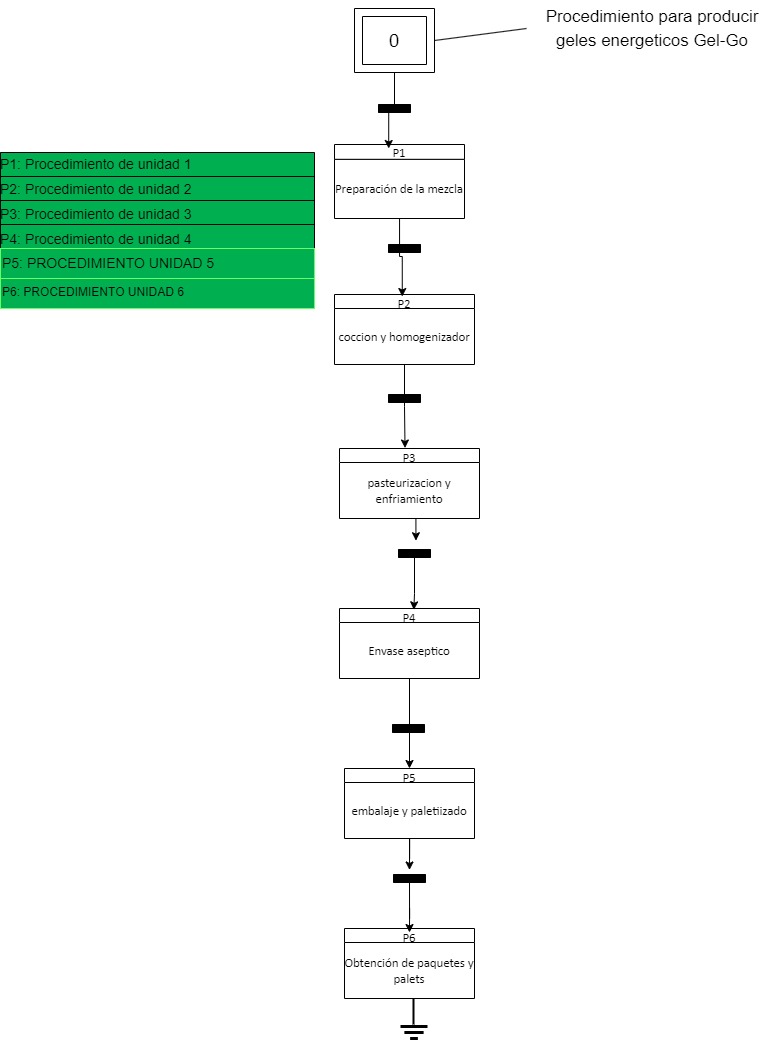 Procedimiento para producir
geles energeticos Gel-Go
0
P1: Procedimiento de unidad 1
P2: Procedimiento de unidad 2
P3: Procedimiento de unidad 3
P4: Procedimiento de unidad 4
P5: PROCEDIMIENTO UNIDAD 5
P6: PROCEDIMIENTO UNIDAD 6
P1
Preparación de la mezcla
P2
coccion y homogenizador
P3
pasteurizacion y
enfriamiento
P4
Envase aseptico
P5
embalaje y paletiizado
P6
Obtención de paquetes y
palets